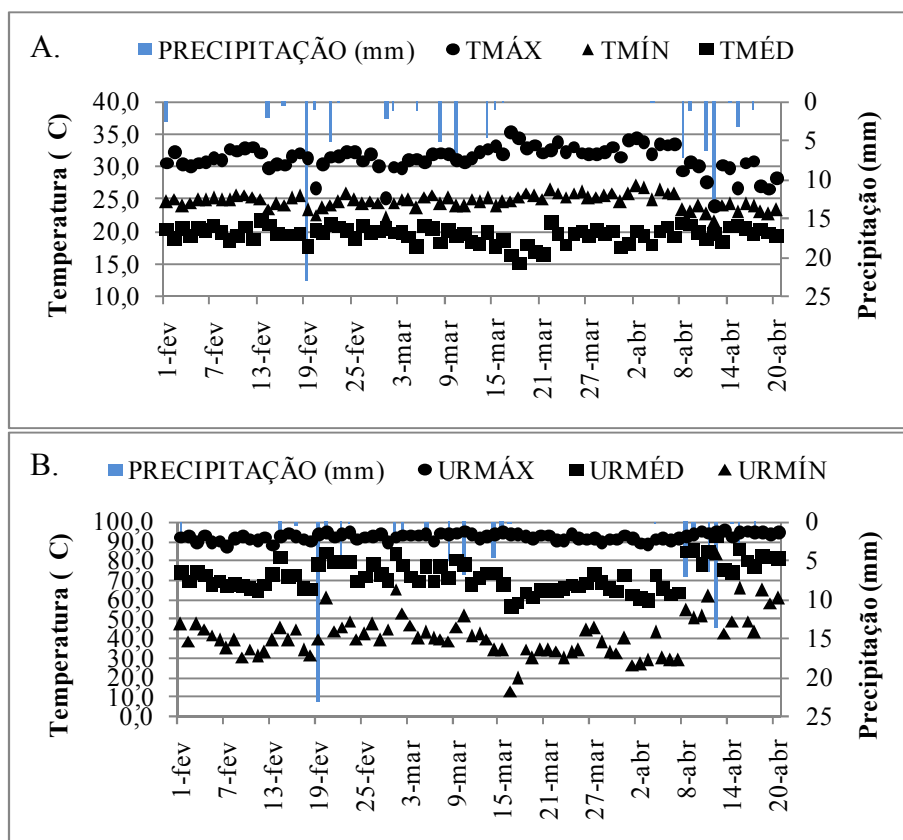 A.
PRECIPITAÇÃO (mm) TMÁX TMÍN TMÉD
Temperatura ( C)
40,0
35,0
30,0
25,0
20,0
15,0
10,0
0
5
10
15
20
25
Precipitação (mm)
1-fev
7-fev
13-fev
19-fev
25-fev
3-mar
9-mar
15-mar
21-mar
27-mar
2-abr
8-abr
14-abr
20-abr
B.
PRECIPITAÇÃO (mm) URMÁX URMÉD URMÍN
Temperatura ( C)
100,0
90,0
80,0
70,0
60,0
50,0
40,0
30,0
20,0
10,0
0,0
0
5
10
15
20
25
Precipitação (mm)
1-fev
7-fev
13-fev
19-fev
25-fev
3-mar
9-mar
15-mar
21-mar
27-mar
2-abr
8-abr
14-abr
20-abr